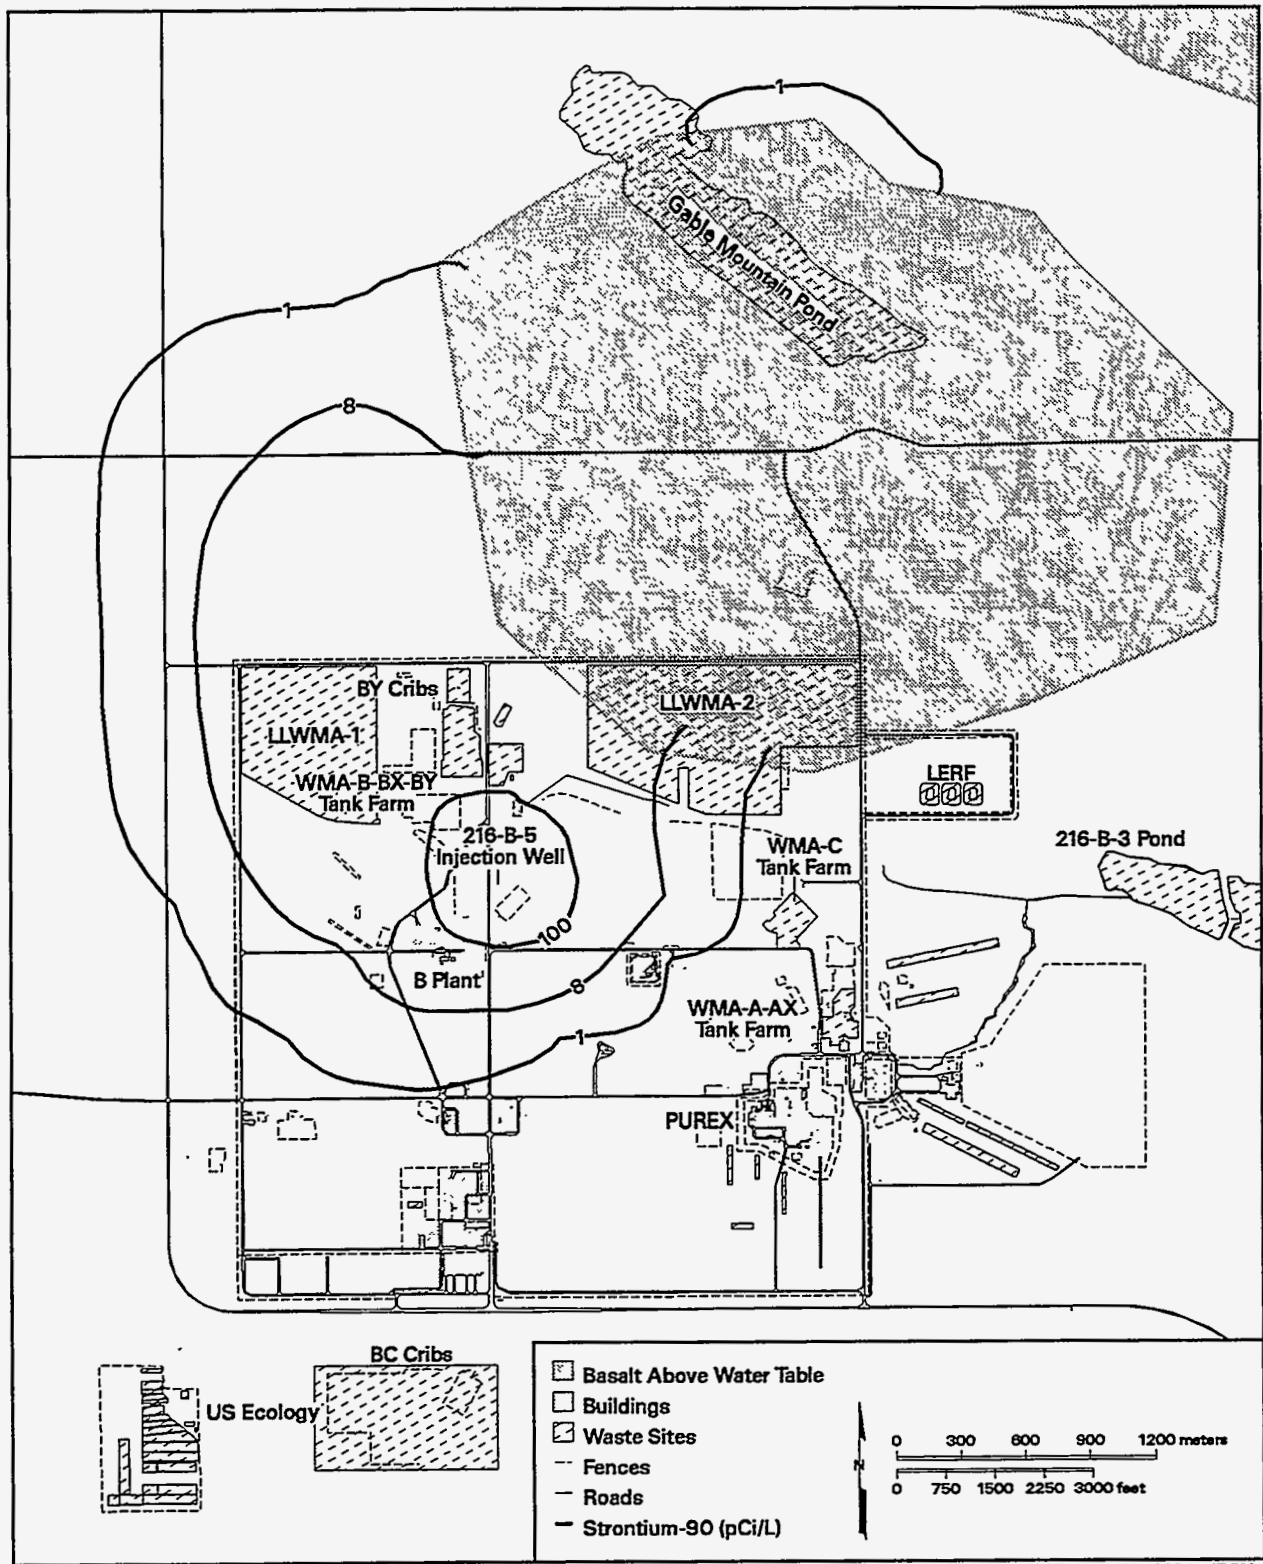 1
Gable Mountain Pond
1
8
BY Cribs
LLWMA-1
LLWMA-2
WMA-B-BX-BY
Tank Farm
LERF
216-B-5
Injection Well
WMA-C
Tank Farm
216-B-3 Pond
100
B Plant
8
WMA-A-AX
Tank Farm
1
PUREX
BC Cribs
US Ecology
Basalt Above Water Table
Buildings
Waste Sites
Fences
Roads
Strontium-90 (pCi/L)
N
0 300 600 900 1200 meters
0 750 1500 2250 3000 feet